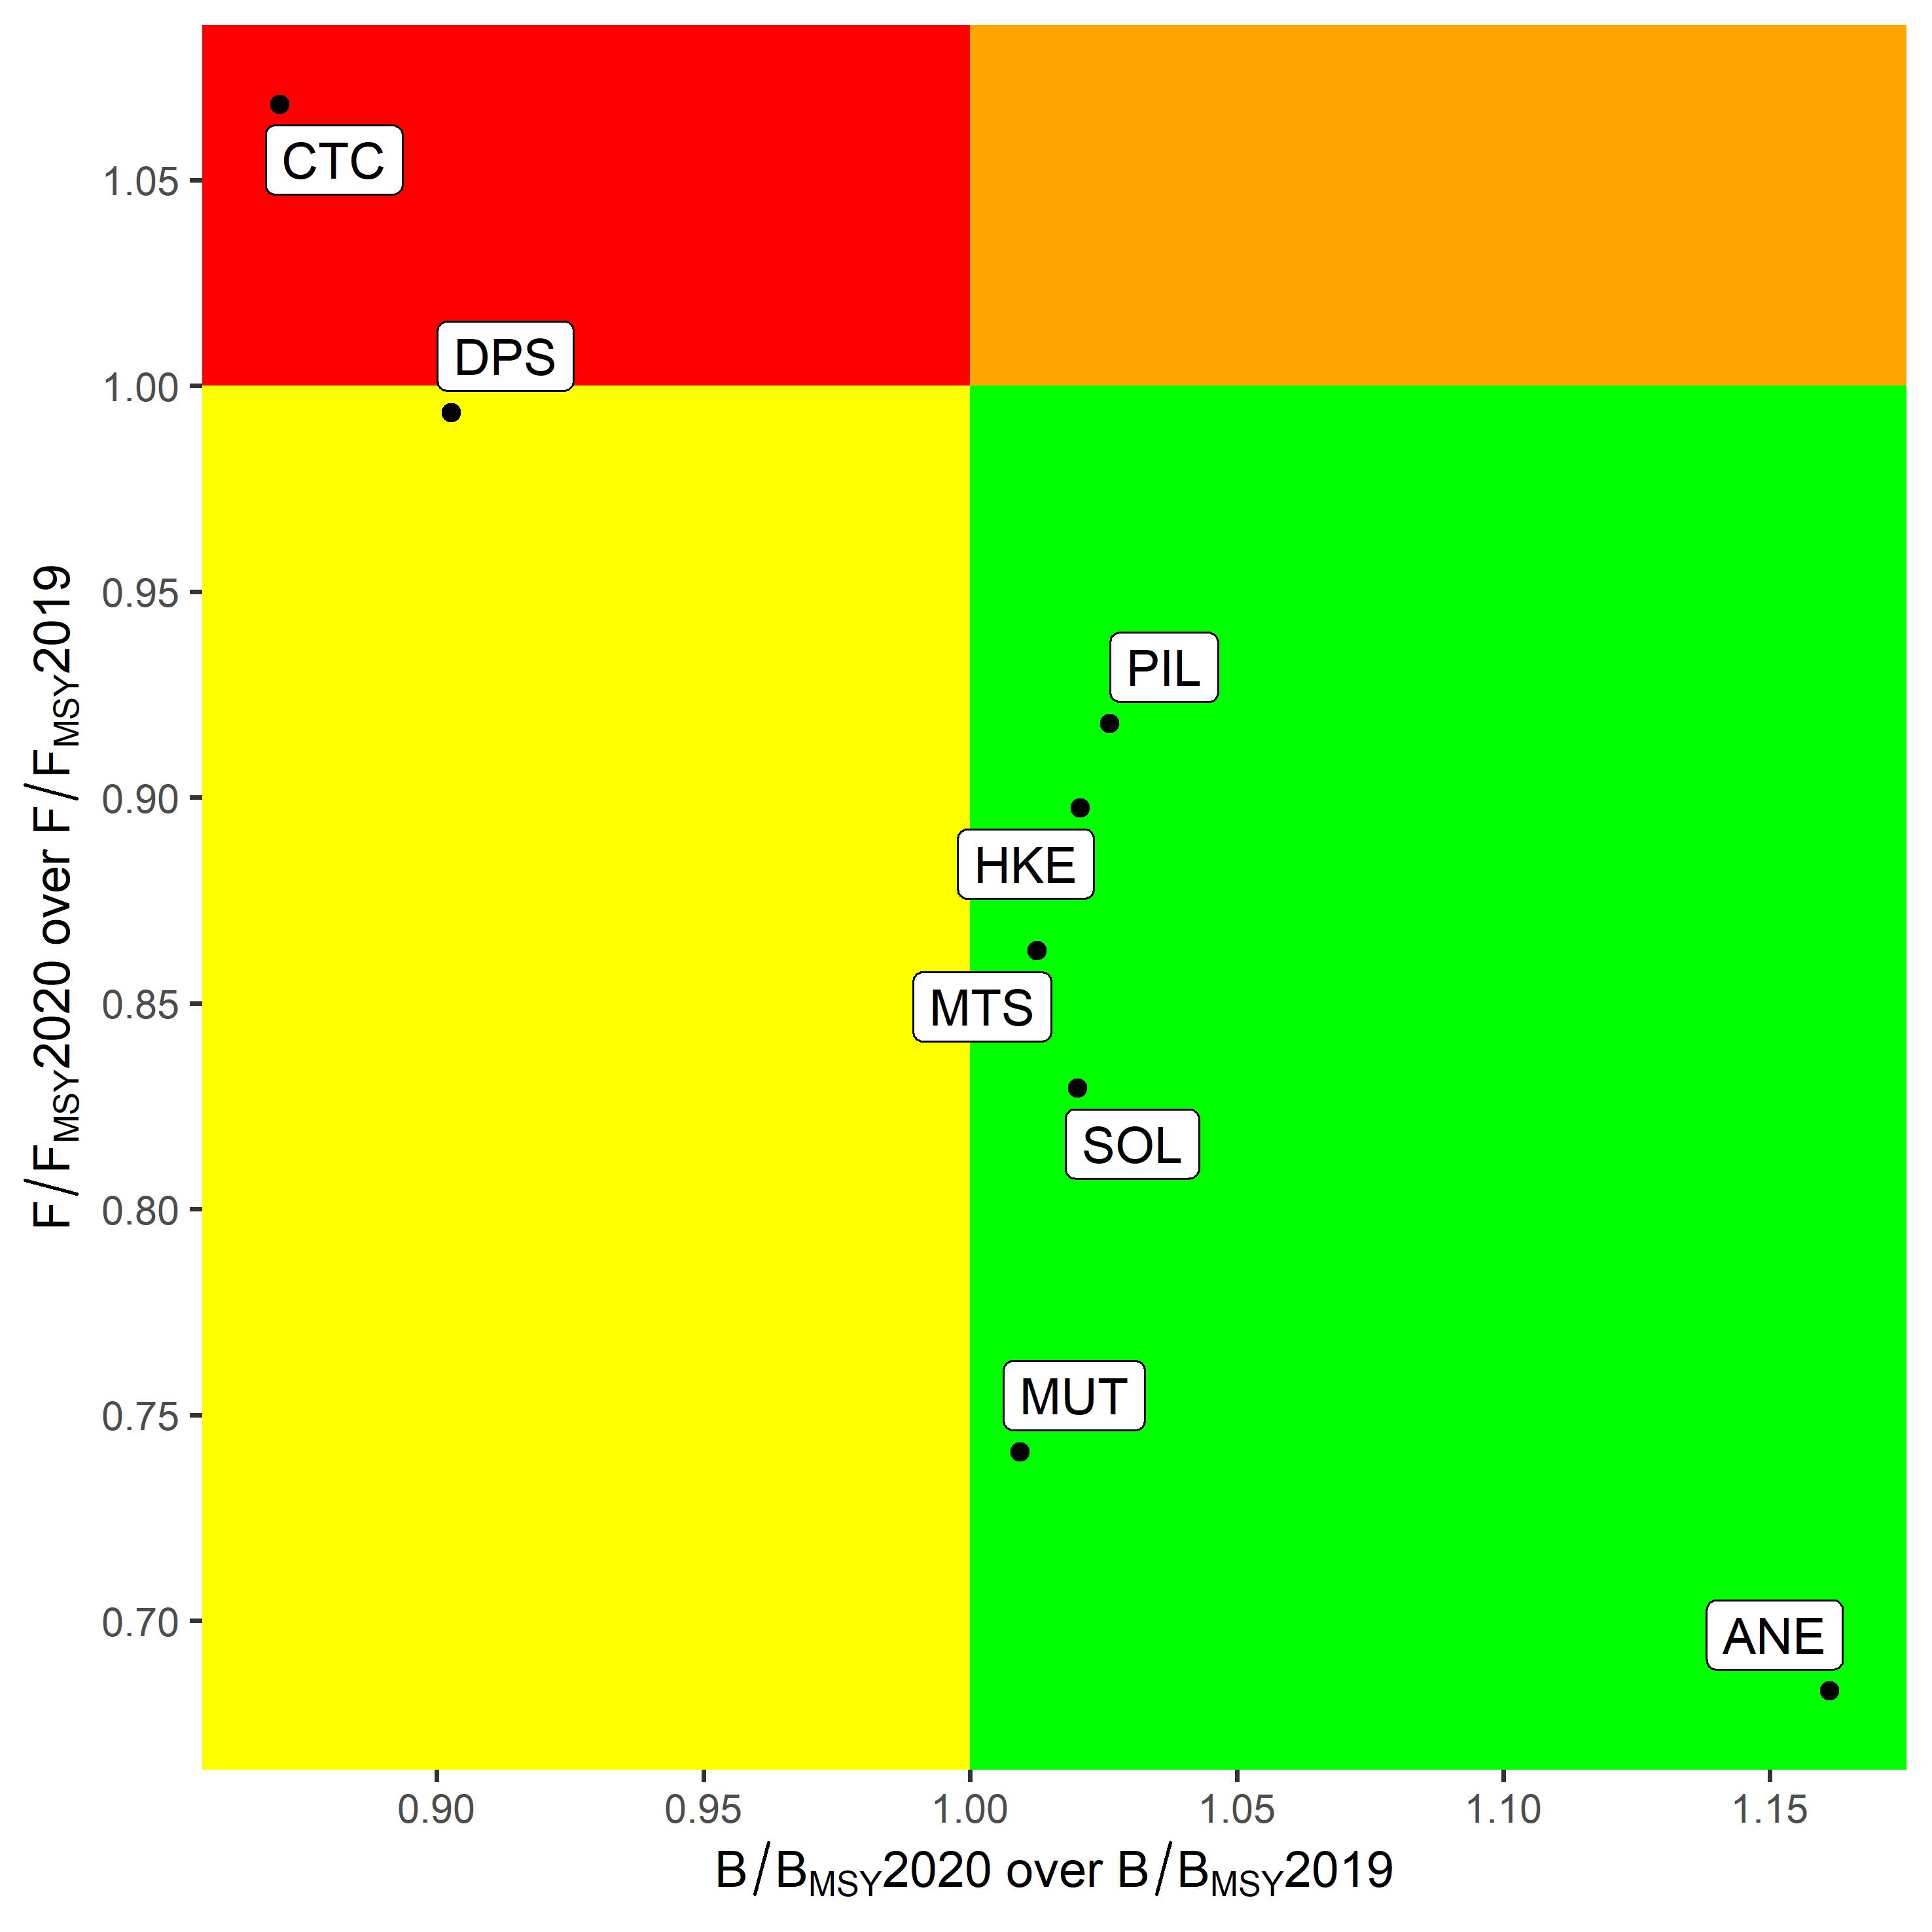 CTC
1.05
DPS
1.00
0.95
PIL
0.90
HKE
0.85
MTS
SOL
0.80
MUT
0.75
ANE
0.70
F/FMSY2020 over F/FMSY2019
0.90 0.95 1.00 1.05 1.10 1.15
B/BMSY2020 over B/BMSY2019